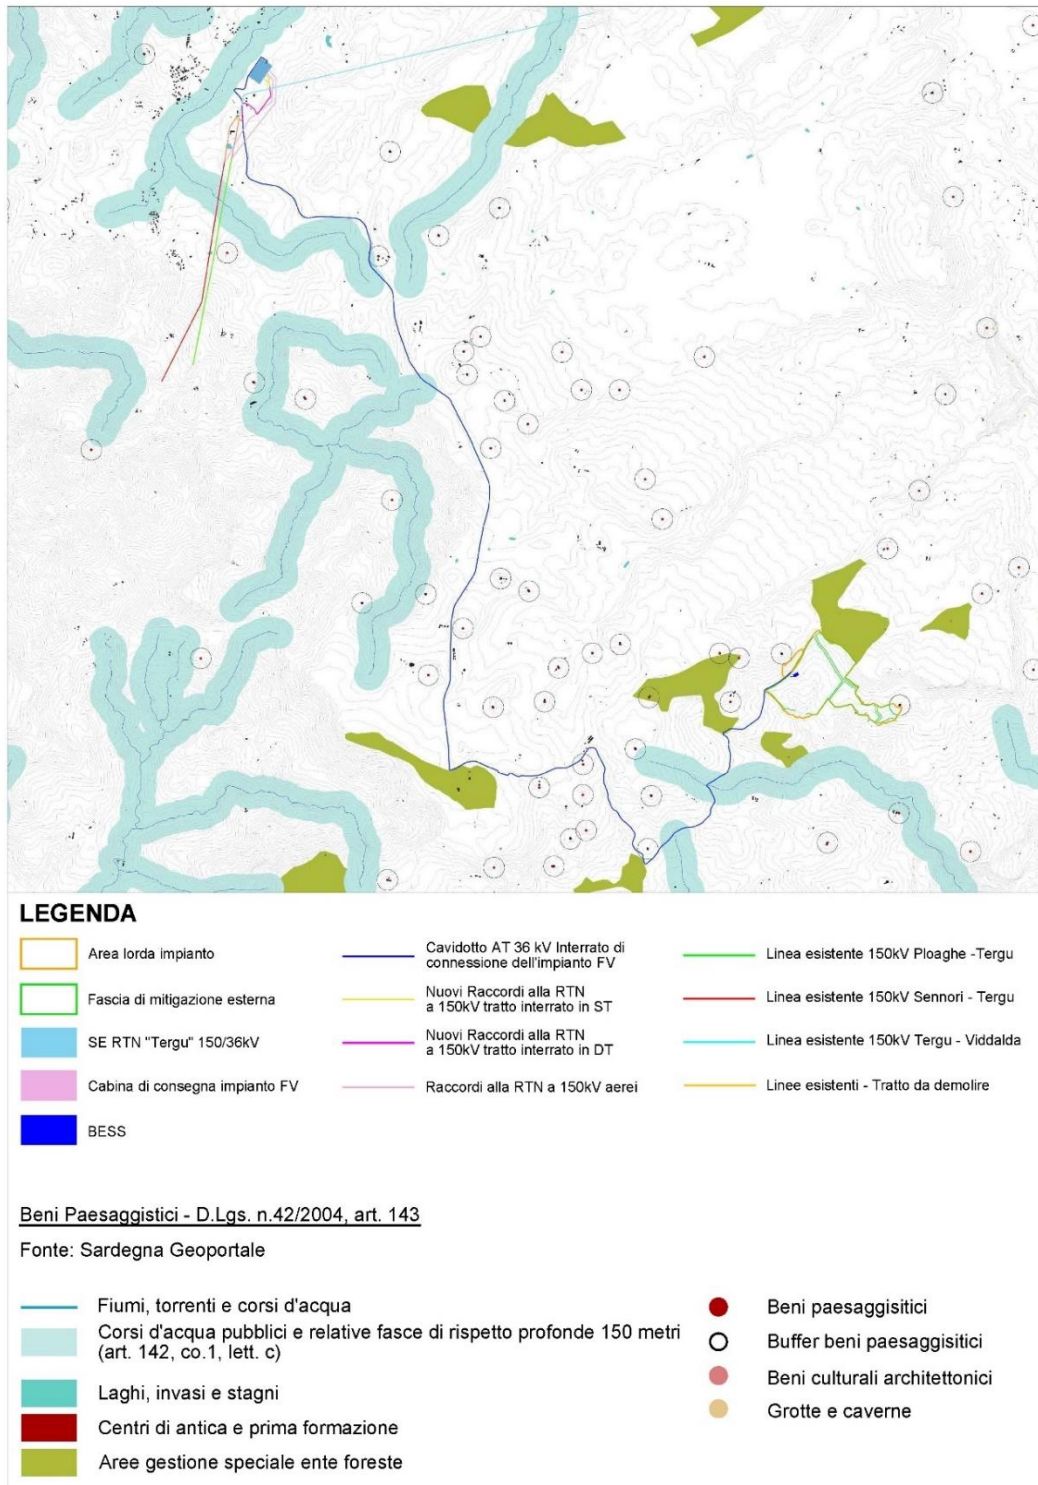 LEGENDA
Area lorda impianto
Fascia di mitigazione esterna
SE RTN "Tergu" 150/36kV
Cabina di consegna impianto FV
BESS
Cavidotto AT 36 kV Interrato di
connessione dell'impianto FV
Nuovi Raccordi alla RTN
a 150kV tratto interrato in ST
Nuovi Raccordi alla RTN
a 150kV tratto interrato in DT
Raccordi alla RTN a 150kV aerei
Linea esistente 150kV Ploaghe -Tergu
Linea esistente 150kV Sennori - Tergu
Linea esistente 150kV Tergu - Viddalda
Linee esistenti - Tratto da demolire
Beni Paesaggistici - D.Lgs. n.42/2004, art. 143
Fonte: Sardegna Geoportale
Fiumi, torrenti e corsi d'acqua
Corsi d'acqua pubblici e relative fasce di rispetto profonde 150 metri
(art. 142, co.1, lett. c)
Laghi, invasi e stagni
Centri di antica e prima formazione
Aree gestione speciale ente foreste
Beni paesaggisitici
Buffer beni paesaggisitici
Beni culturali architettonici
Grotte e caverne